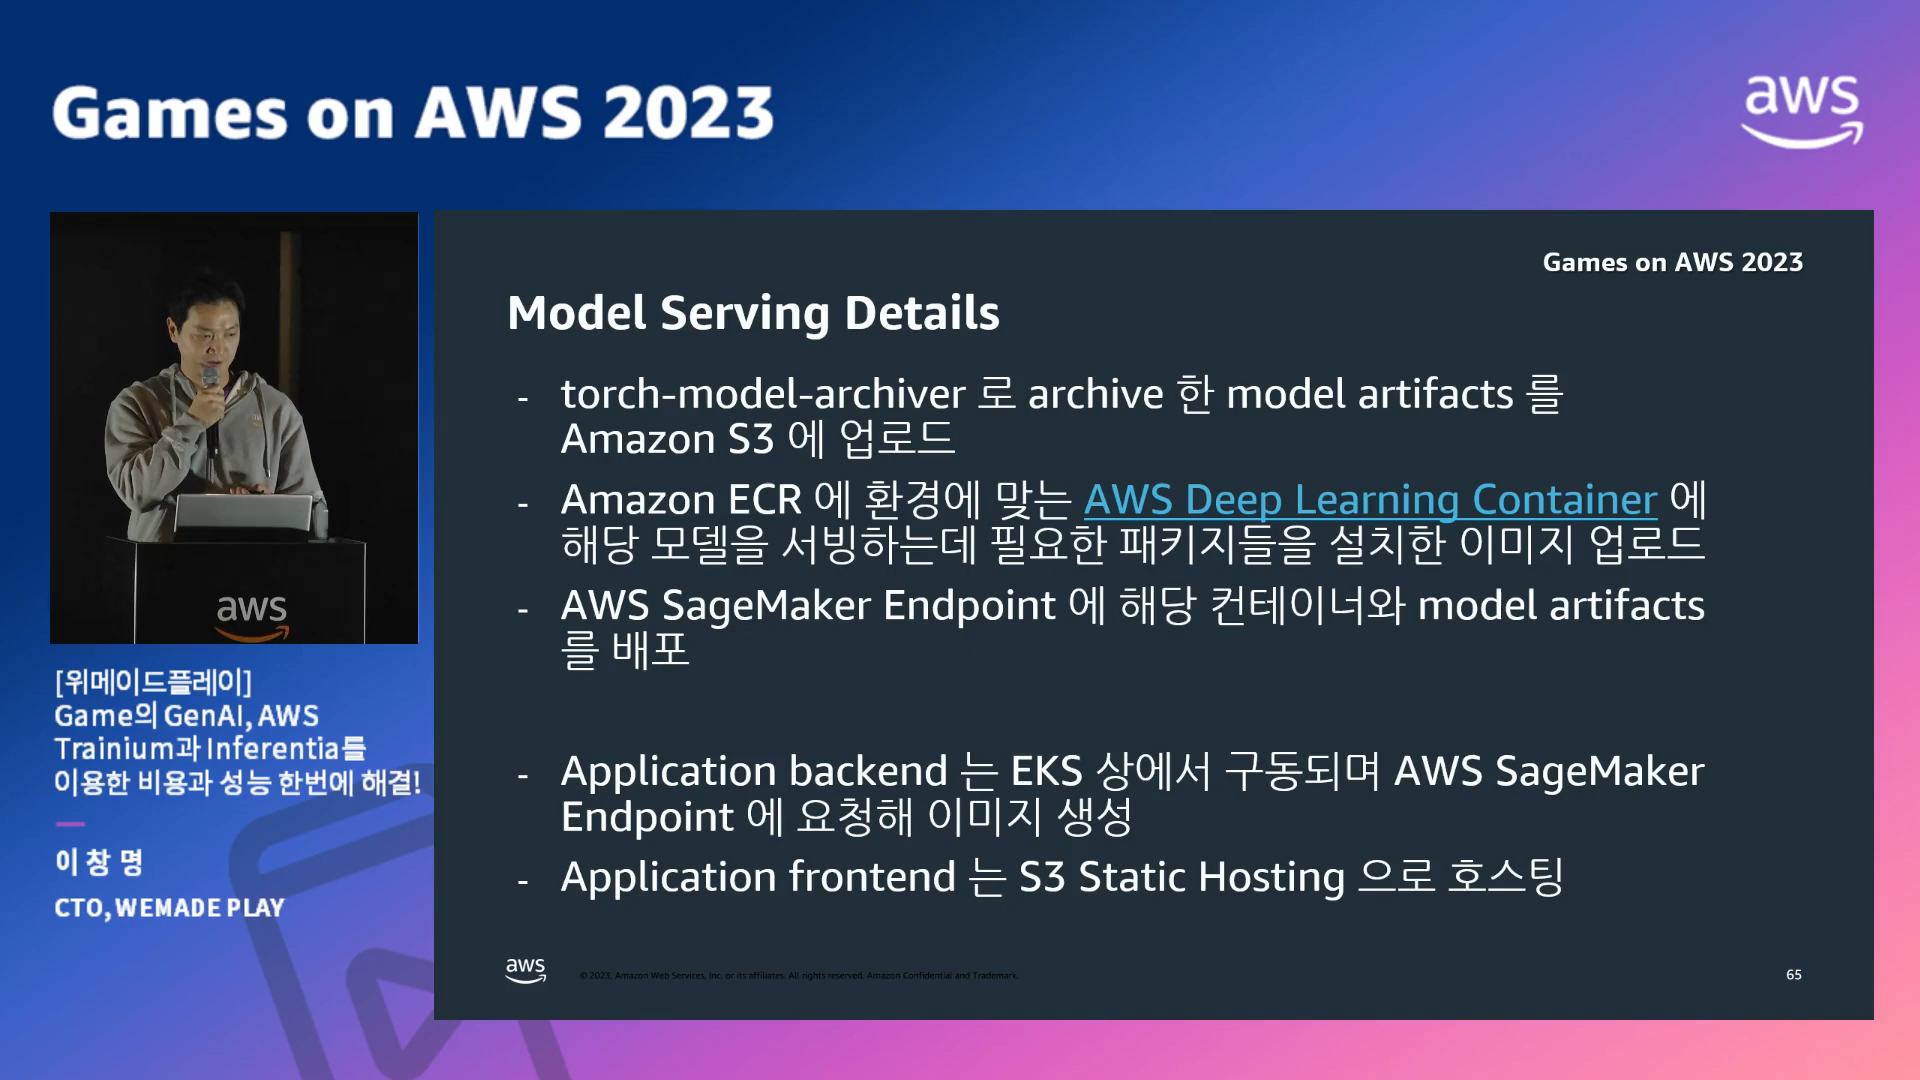 Games on AWS 2023
aws
Games on AWS 2023
Model Serving Details
- torch-model-archiver 로 archive 한 model artifacts 를
Amazon S3 에 업로드
- Amazon ECR 에 환경에 맞는 AWS Deep Learning Container 에
해당 모델을 서빙하는데 필요한 패키지들을 설치한 이미지 업로드
- AWS SageMaker Endpoint 에 해당 컨테이너와 model artifacts
를 배포
- Application backend 는 EKS 상에서 구동되며 AWS SageMaker
Endpoint 에 요청해 이미지 생성
- Application frontend 는 S3 Static Hosting 으로 호스팅
aws
© 2023, Amazon Web Services, Inc. or its affiliates. All rights reserved. Amazon Confidential and Trademark.
65
aws
[위메이드플레이]
Game의 GenAI, AWS
Trainium과 Inferentia를
이용한 비용과 성능 한번에 해결!
이 창 명
CTO, WEMADE PLAY